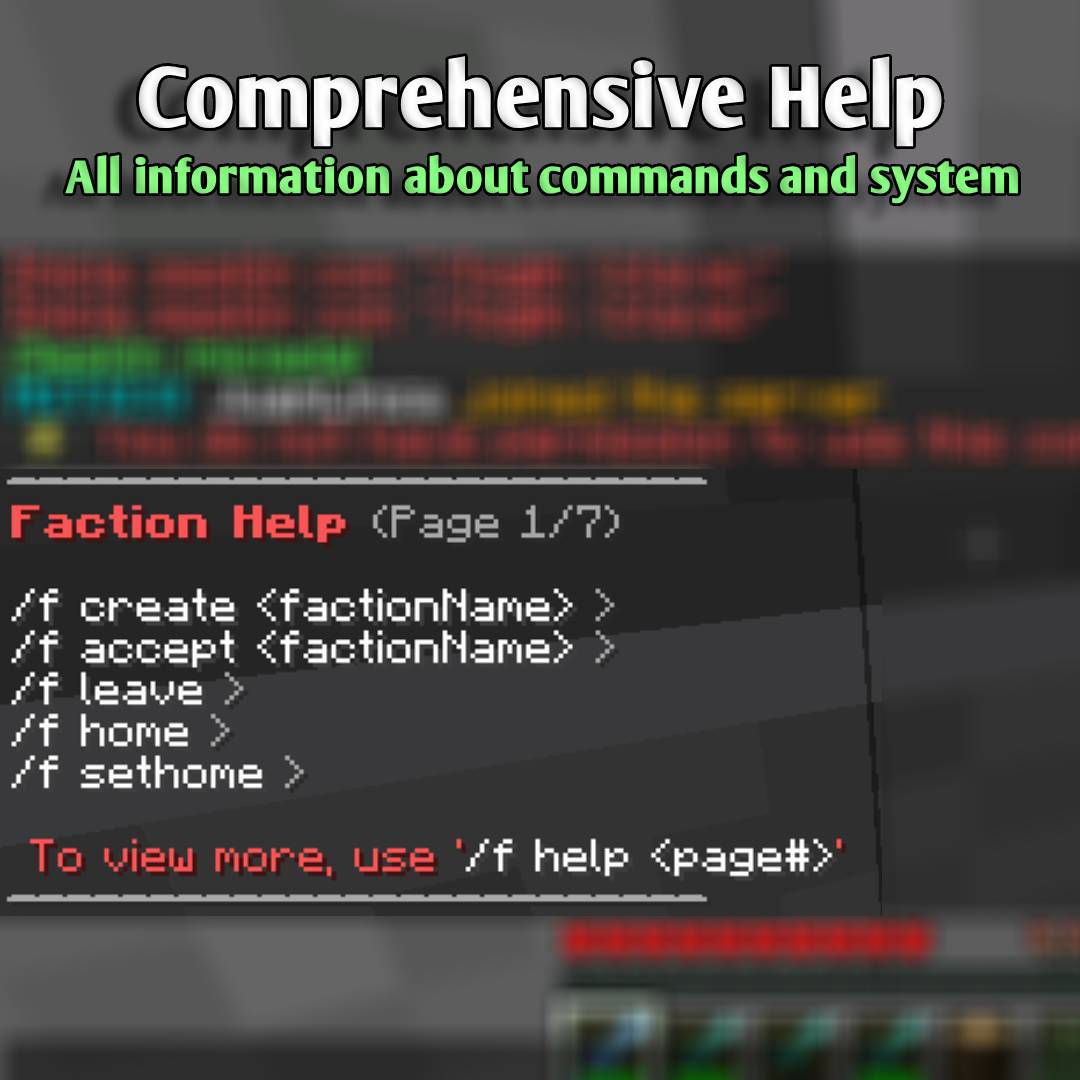 Comprehensive Help
All information about commands and system
Faction Help (Page 1/7)
/f create <factionName> >
/f accept <factionName> >
/f leave >
/f home >
/f sethome >
To view more, use '/f help <page#>'